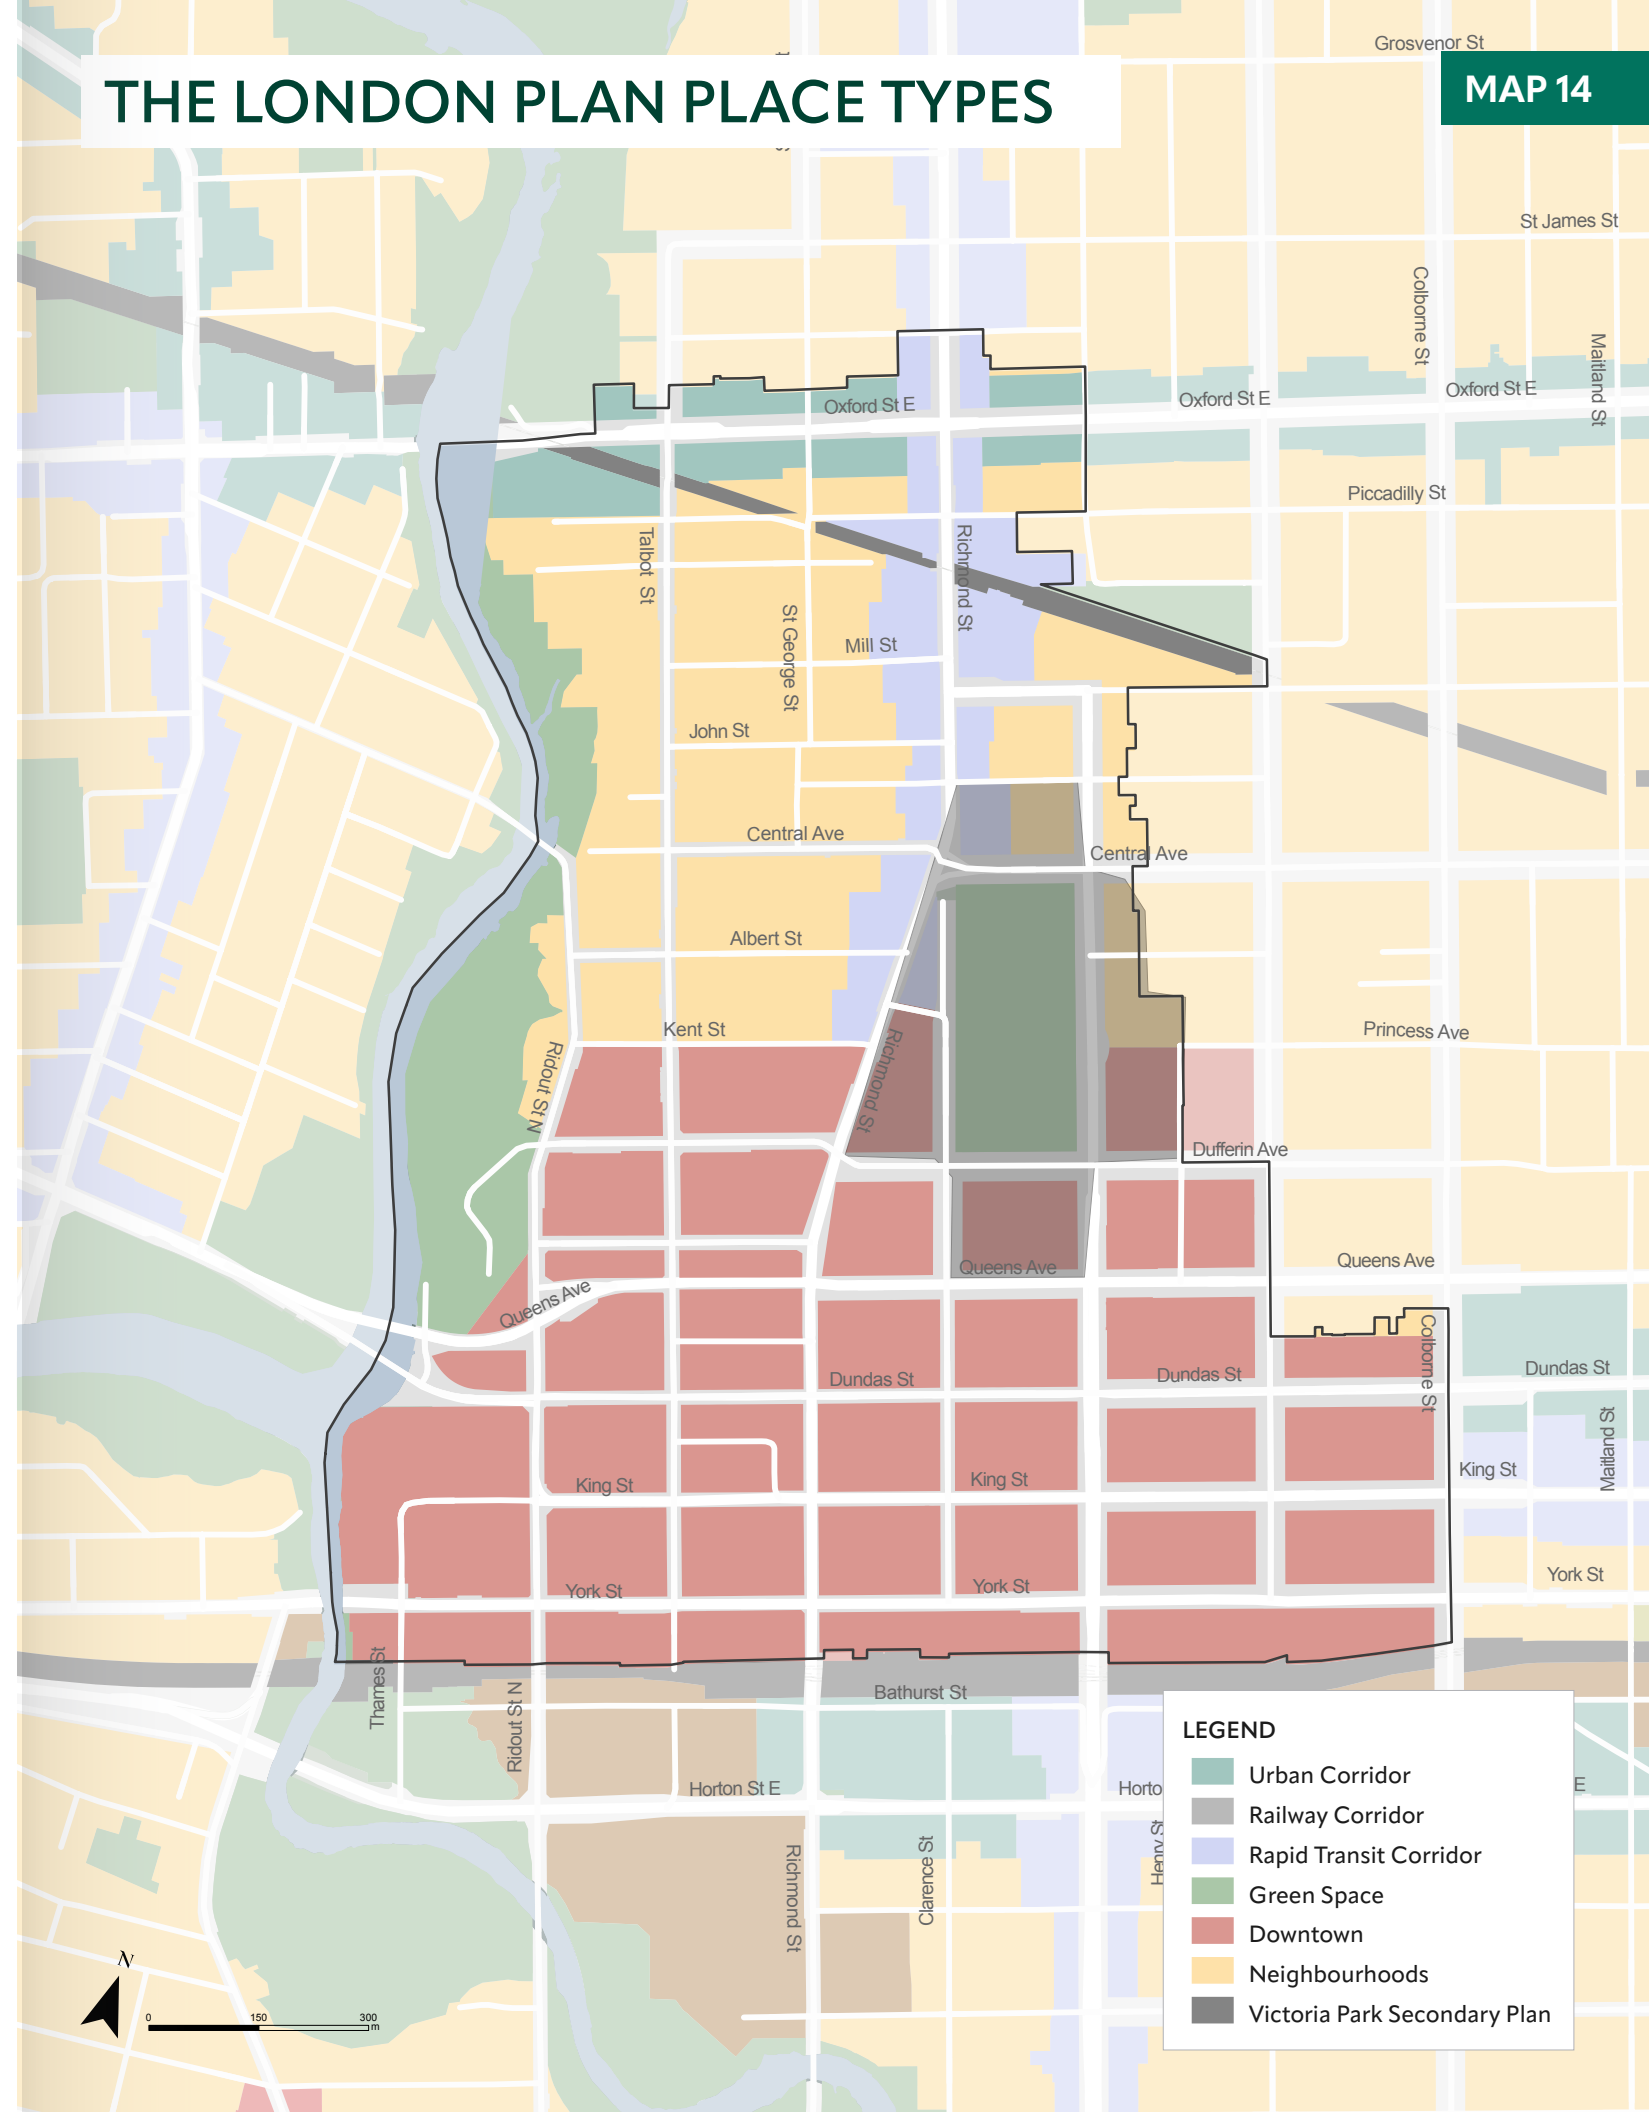 Grosvenor St
THE LONDON PLAN PLACE TYPES
MAP 14
St James St
Colborne St
Maitland St
Oxford St E
Oxford St E
Oxford St E
Piccadilly St
Talbot St
Richmond St
St George St
Mill St
John St
Central Ave
Central Ave
Albert St
Kent St
Princess Ave
Ridout St N
Richmond St
Dufferin Ave
Queens Ave
Queens Ave
Queens Ave
Colborne St
Dundas St
Dundas St
Dundas St
Maitland St
King St
King St
King St
York St
York St
York St
Thames St
Ridout St N
Bathurst St
Horton St E
Horto
E
Henry St
Richmond St
Clarence St
LEGEND
Urban Corridor
Railway Corridor
Rapid Transit Corridor
Green Space
Downtown
Neighbourhoods
Victoria Park Secondary Plan
N
0 150 300
m